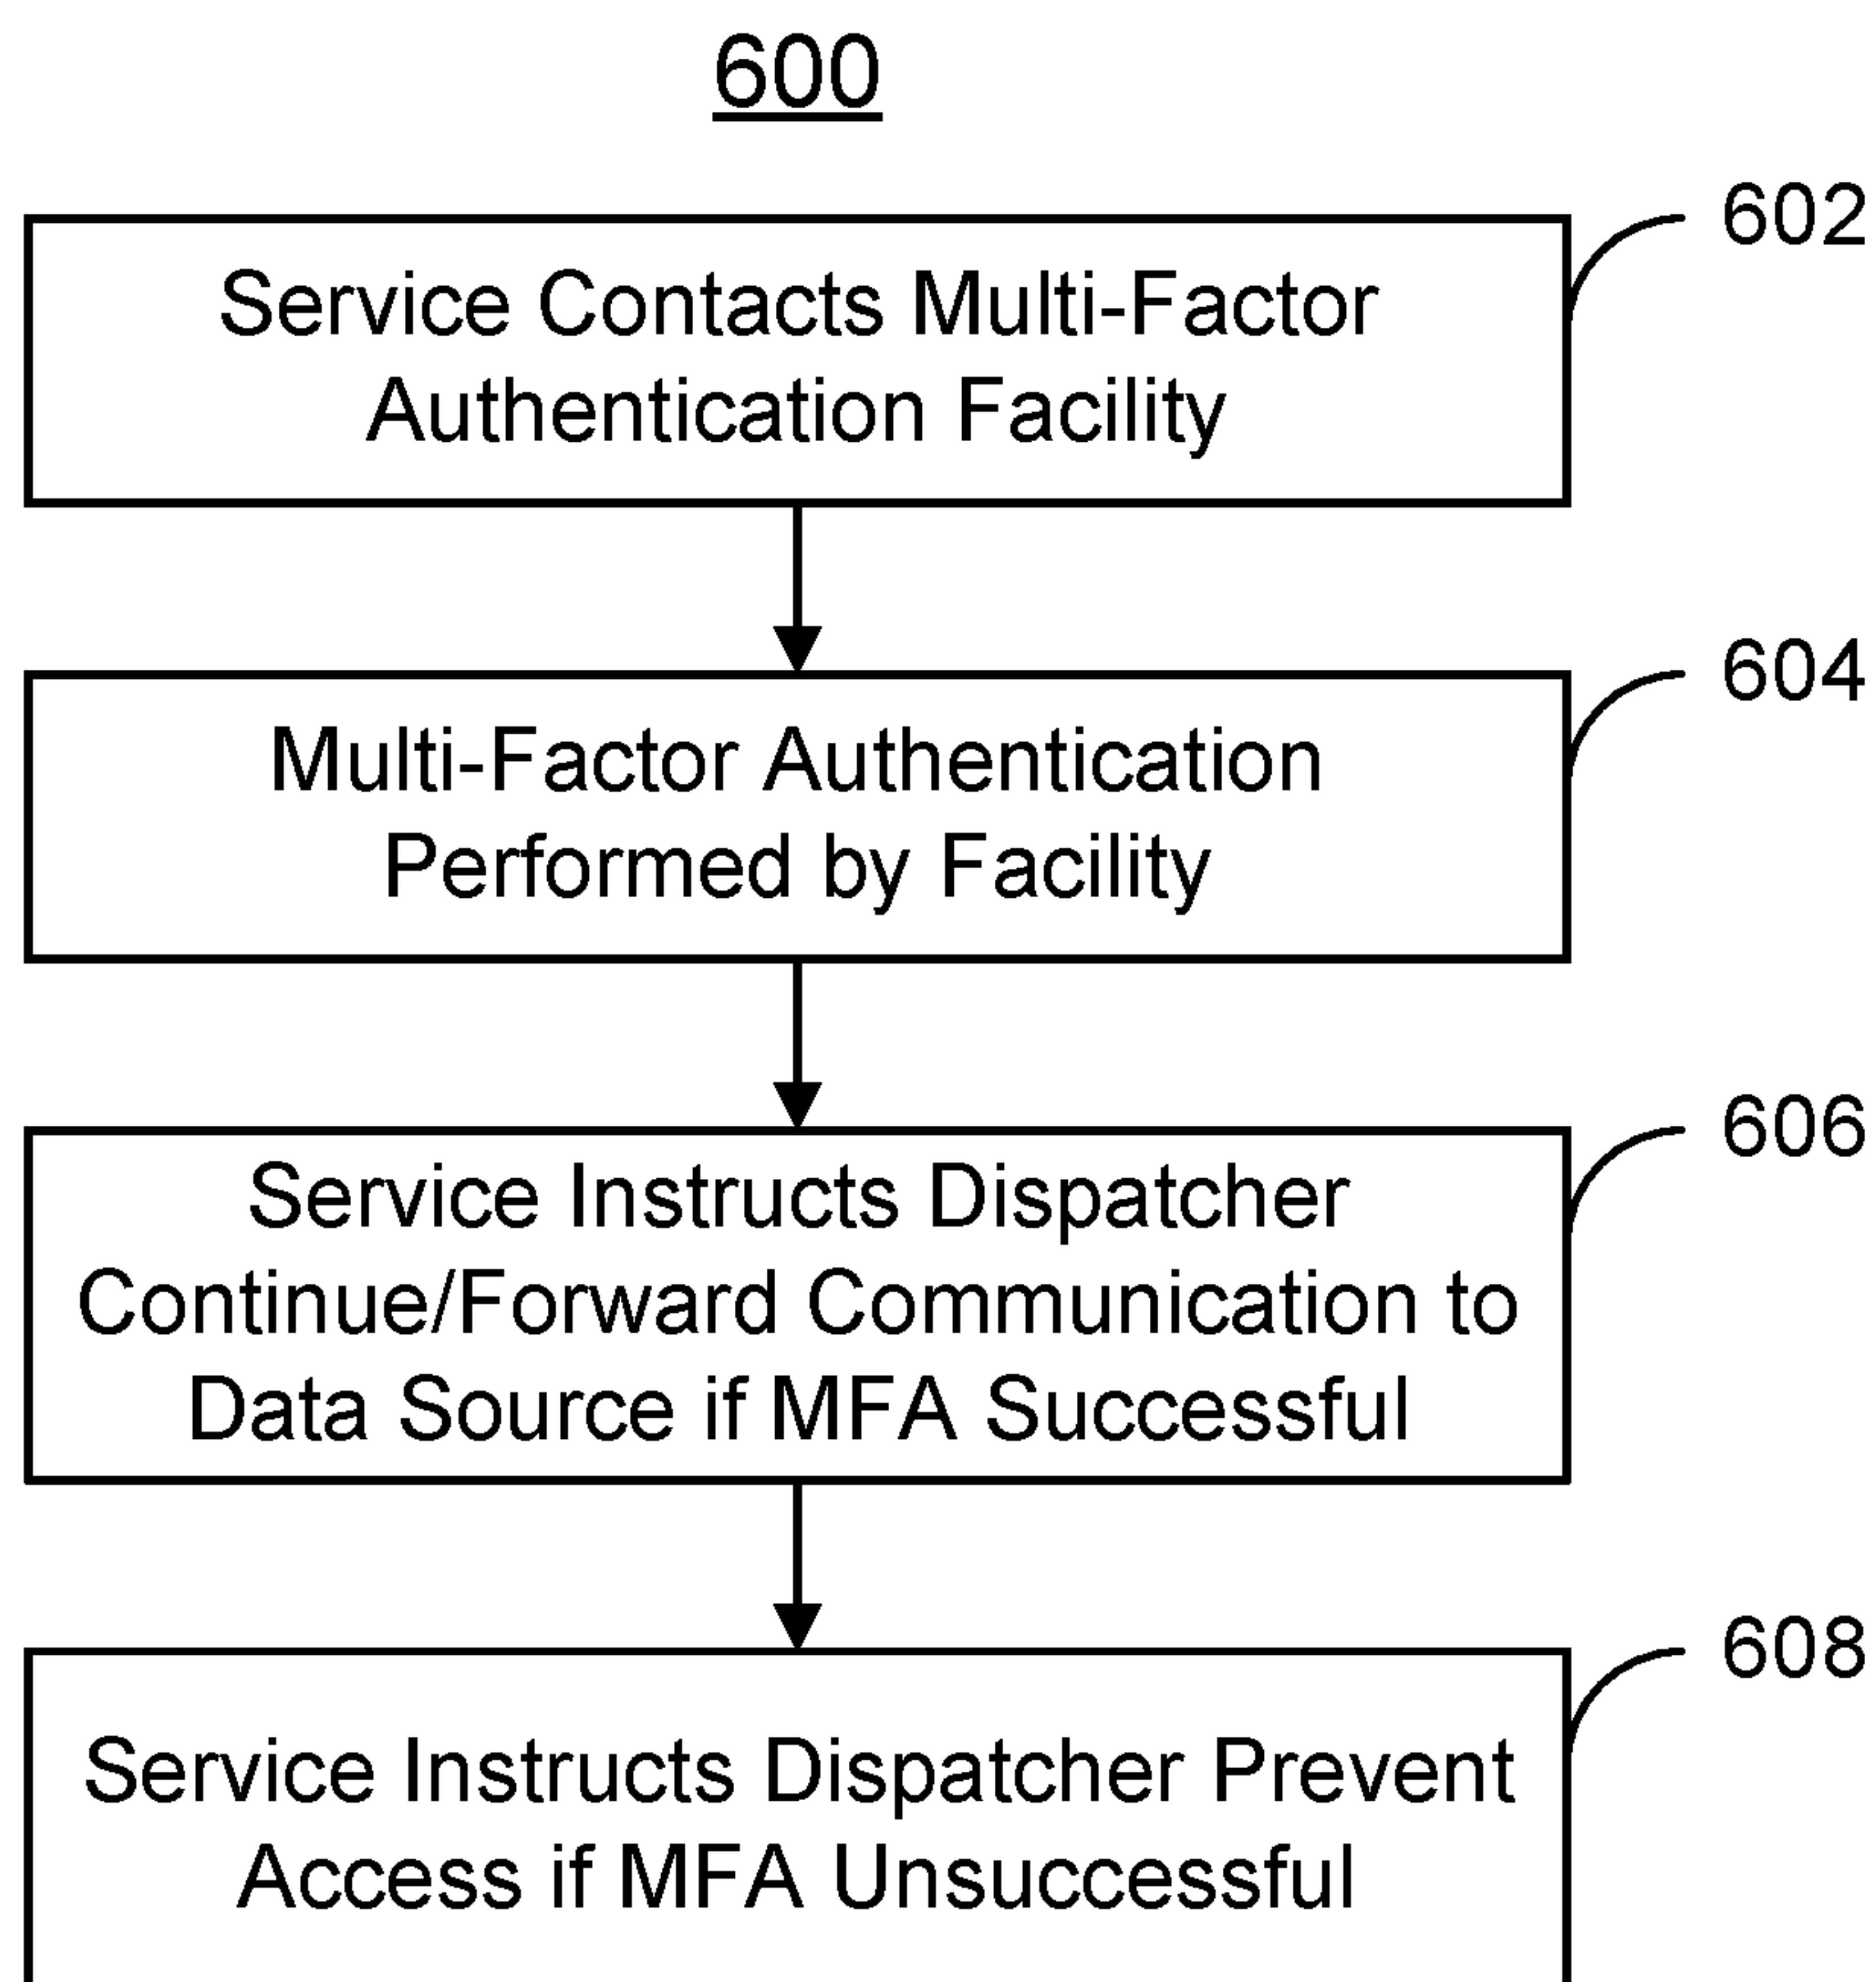 600
602
Service Contacts Multi-Factor
Authentication Facility
604
Multi-Factor Authentication
Performed by Facility
606
Service Instructs Dispatcher
Continue/Forward Communication to
Data Source if MFA Successful
608
Service Instructs Dispatcher Prevent
Access if MFA Unsuccessful